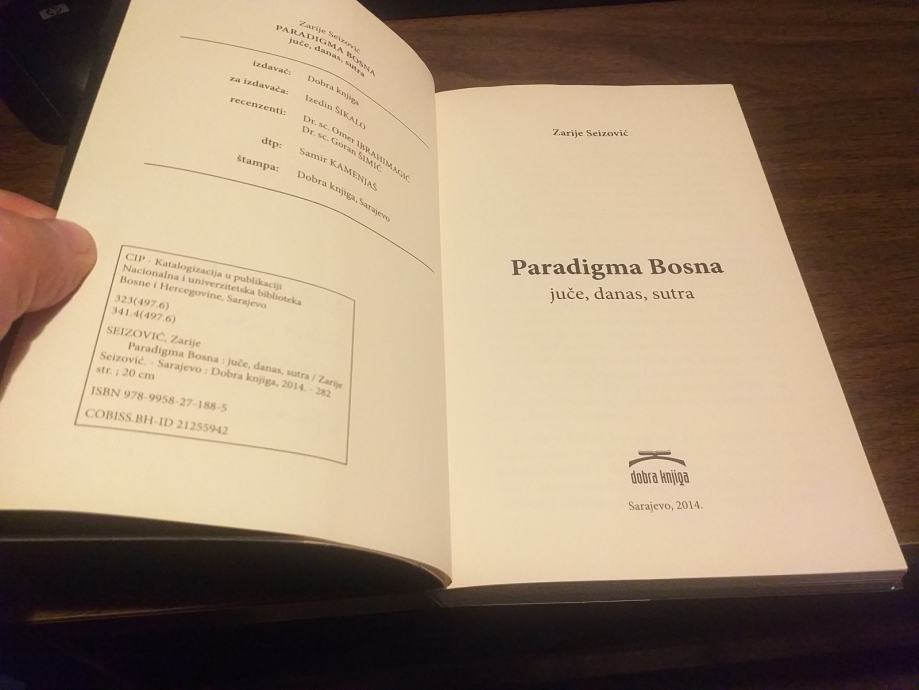 Zarije Seizović
PARADIGMA BOSNA
juče, danas, sutra
izdavač: Dobra knjiga
za izdavača: Izedin ŠIKALO
recenzenti: Dr. sc. Omer IBRAHIMAGIĆ
Dr. sc. Goran ŠIMIĆ
dtp: Samir KAMENJAŠ
štampa: Dobra knjiga, Sarajevo
CIP - Katalogizacija u publikaciji
Nacionalna i univerzitetska biblioteka
Bosne i Hercegovine, Sarajevo
323(497.6)
341.4(497.6)
SEIZOVIĆ, Zarije
Paradigma Bosna : juče, danas, sutra / Zarije
Seizović. - Sarajevo : Dobra knjiga, 2014. - 282
str. ; 20 cm
ISBN 978-9958-27-188-5
COBISS.BH-ID 21255942
Zarije Seizović
Paradigma Bosna
juče, danas, sutra
dobra knjiga
Sarajevo, 2014.
hp